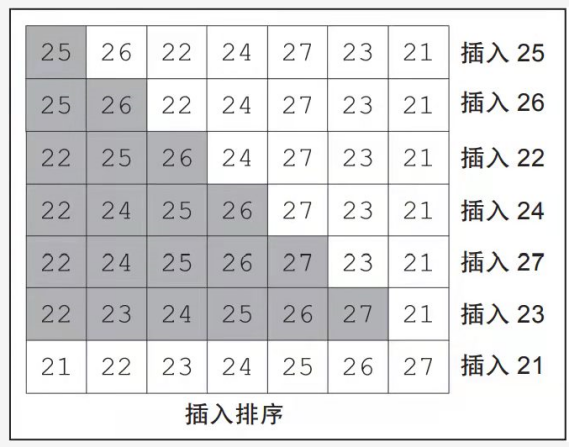 25 26 22 24 27 23 21 插入 25
25 26 22 24 27 23 21 插入 26
22 25 26 24 27 23 21 插入 22
22 24 25 26 27 23 21 插入 24
22 24 25 26 27 23 21 插入 27
22 23 24 25 26 27 21 插入 23
21 22 23 24 25 26 27 插入 21
插入排序